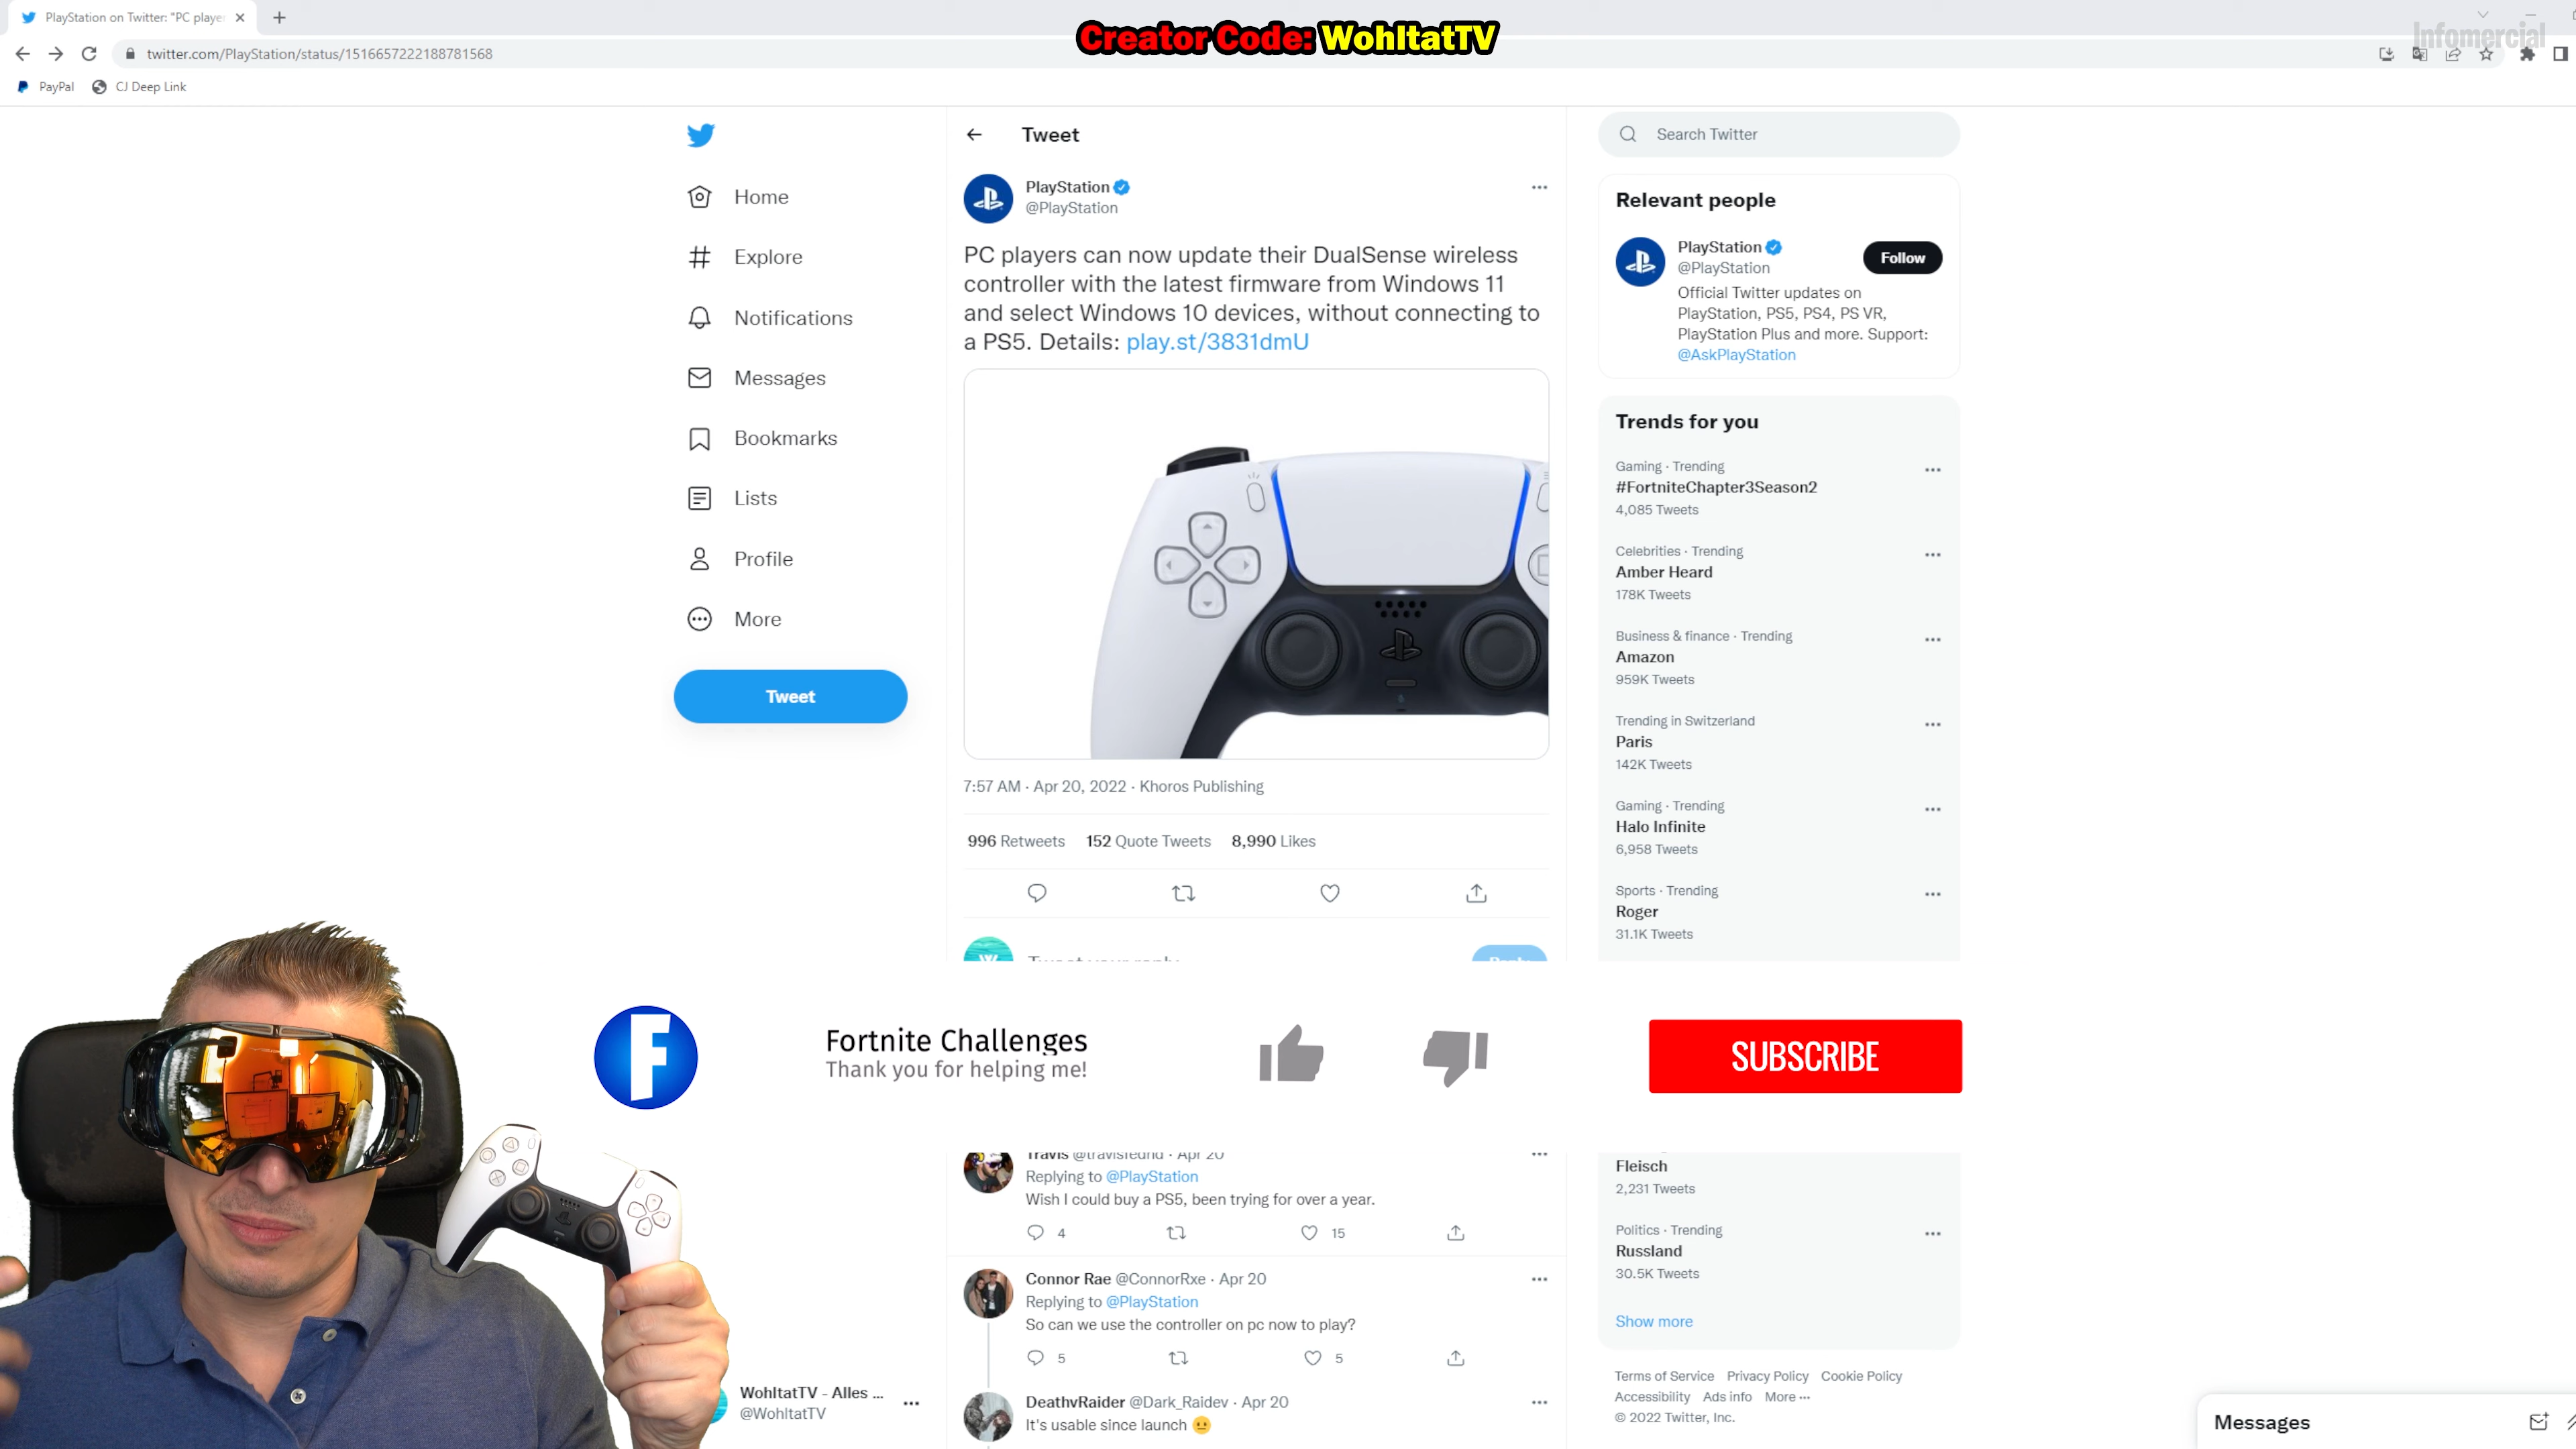 PlayStation on Twitter: "PC playe
Creator Code: WohltatTV
Infomercial
twitter.com/PlayStation/status/1516657222188781568
PayPal
CJ Deep Link
Home
Explore
Notifications
Messages
Bookmarks
Lists
Profile
More
Tweet
Tweet
PlayStation
@PlayStation
PC players can now update their DualSense wireless
controller with the latest firmware from Windows 11
and select Windows 10 devices, without connecting to
a PS5. Details: play.st/3831dmU
7:57 AM · Apr 20, 2022 · Khoros Publishing
996 Retweets 152 Quote Tweets 8,990 Likes
Tweet your reply
Reply
Search Twitter
Relevant people
PlayStation
@PlayStation
Follow
Official Twitter updates on
PlayStation, PS5, PS4, PS VR,
PlayStation Plus and more. Support:
@AskPlayStation
Trends for you
Gaming · Trending
#FortniteChapter3Season2
4,085 Tweets
Celebrities · Trending
Amber Heard
178K Tweets
Business & finance · Trending
Amazon
959K Tweets
Trending in Switzerland
Paris
142K Tweets
Gaming · Trending
Halo Infinite
6,958 Tweets
Sports · Trending
Roger
31.1K Tweets
F
Fortnite Challenges
Thank you for helping me!
SUBSCRIBE
Travis @travisfedhd · Apr 20
Replying to @PlayStation
Wish I could buy a PS5, been trying for over a year.
4
15
Connor Rae @ConnorRxe · Apr 20
Replying to @PlayStation
So can we use the controller on pc now to play?
5
5
DeathvRaider @Dark_Raidev · Apr 20
It's usable since launch 😐
Fleisch
2,231 Tweets
Politics · Trending
Russland
30.5K Tweets
Show more
Terms of Service Privacy Policy Cookie Policy
Accessibility Ads info More ···
© 2022 Twitter, Inc.
WohltatTV - Alles ...
@WohltatTV
Messages